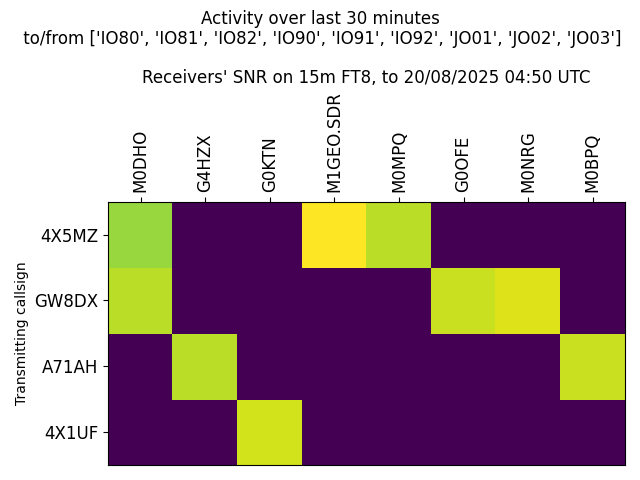 Activity over last 30 minutes
to/from ['IO80', 'IO81', 'IO82', 'IO90', 'IO91', 'IO92', 'JO01', 'JO02', 'JO03']
Receivers' SNR on 15m FT8, to 20/08/2025 04:50 UTC
M0DHO
G4HZX
G0KTN
M1GEO.SDR
M0MPQ
G0OFE
M0NRG
M0BPQ
Transmitting callsign
4X5MZ
GW8DX
A71AH
4X1UF